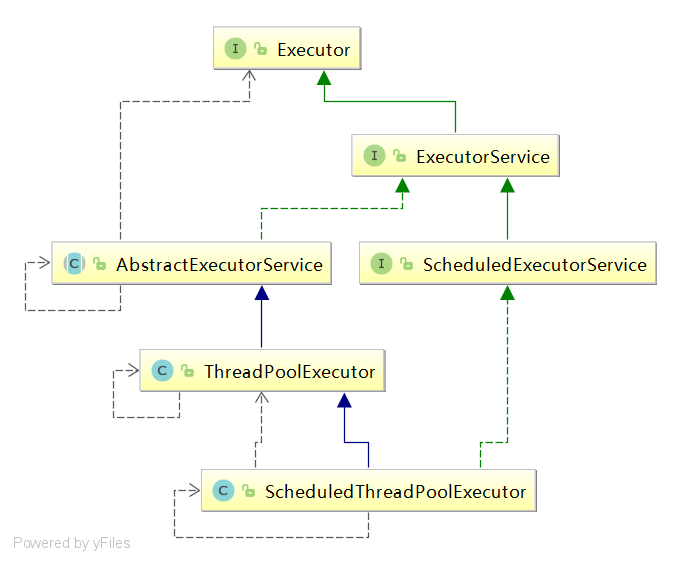 I Executor
I ExecutorService
C AbstractExecutorService
I ScheduledExecutorService
C ThreadPoolExecutor
C ScheduledThreadPoolExecutor
Powered by yFiles